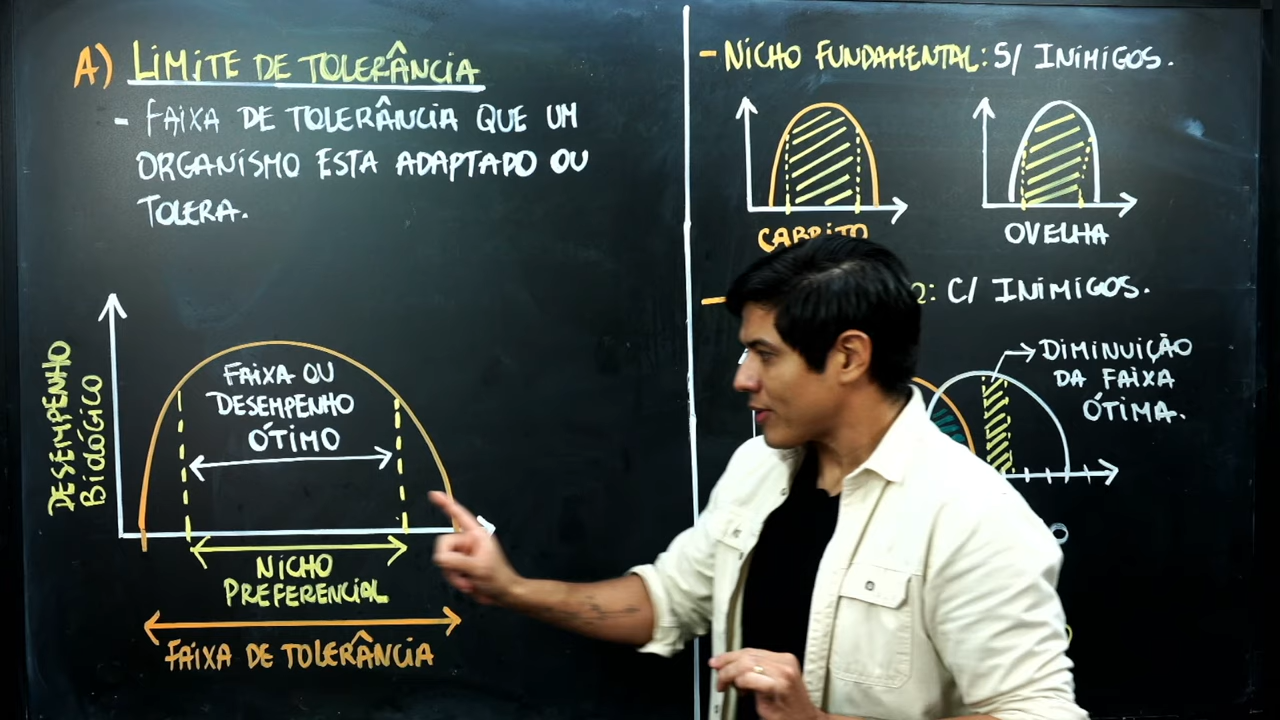 A) LIMITE DE TOLERÂNCIA
- FAIXA DE TOLERÂNCIA QUE UM
ORGANISMO ESTA ADAPTADO OU
TOLERA.
DESEMPENHO
BIOLÓGICO
FAIXA OU
DESEMPENHO
ÓTIMO
NICHO
PREFERENCIAL
FAIXA DE TOLERÂNCIA
- NICHO FUNDAMENTAL: S/ INIMIGOS.
CABRITO
OVELHA
C/ INIMIGOS.
DIMINUIÇÃO
DA FAIXA
ÓTIMA.